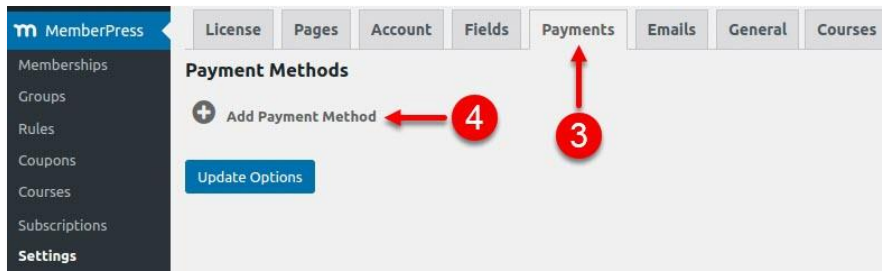 MemberPress
License Pages Account Fields Payments Emails General Courses
Memberships
Groups
Rules
Coupons
Courses
Subscriptions
Settings
Payment Methods
Add Payment Method
4
3
Update Options